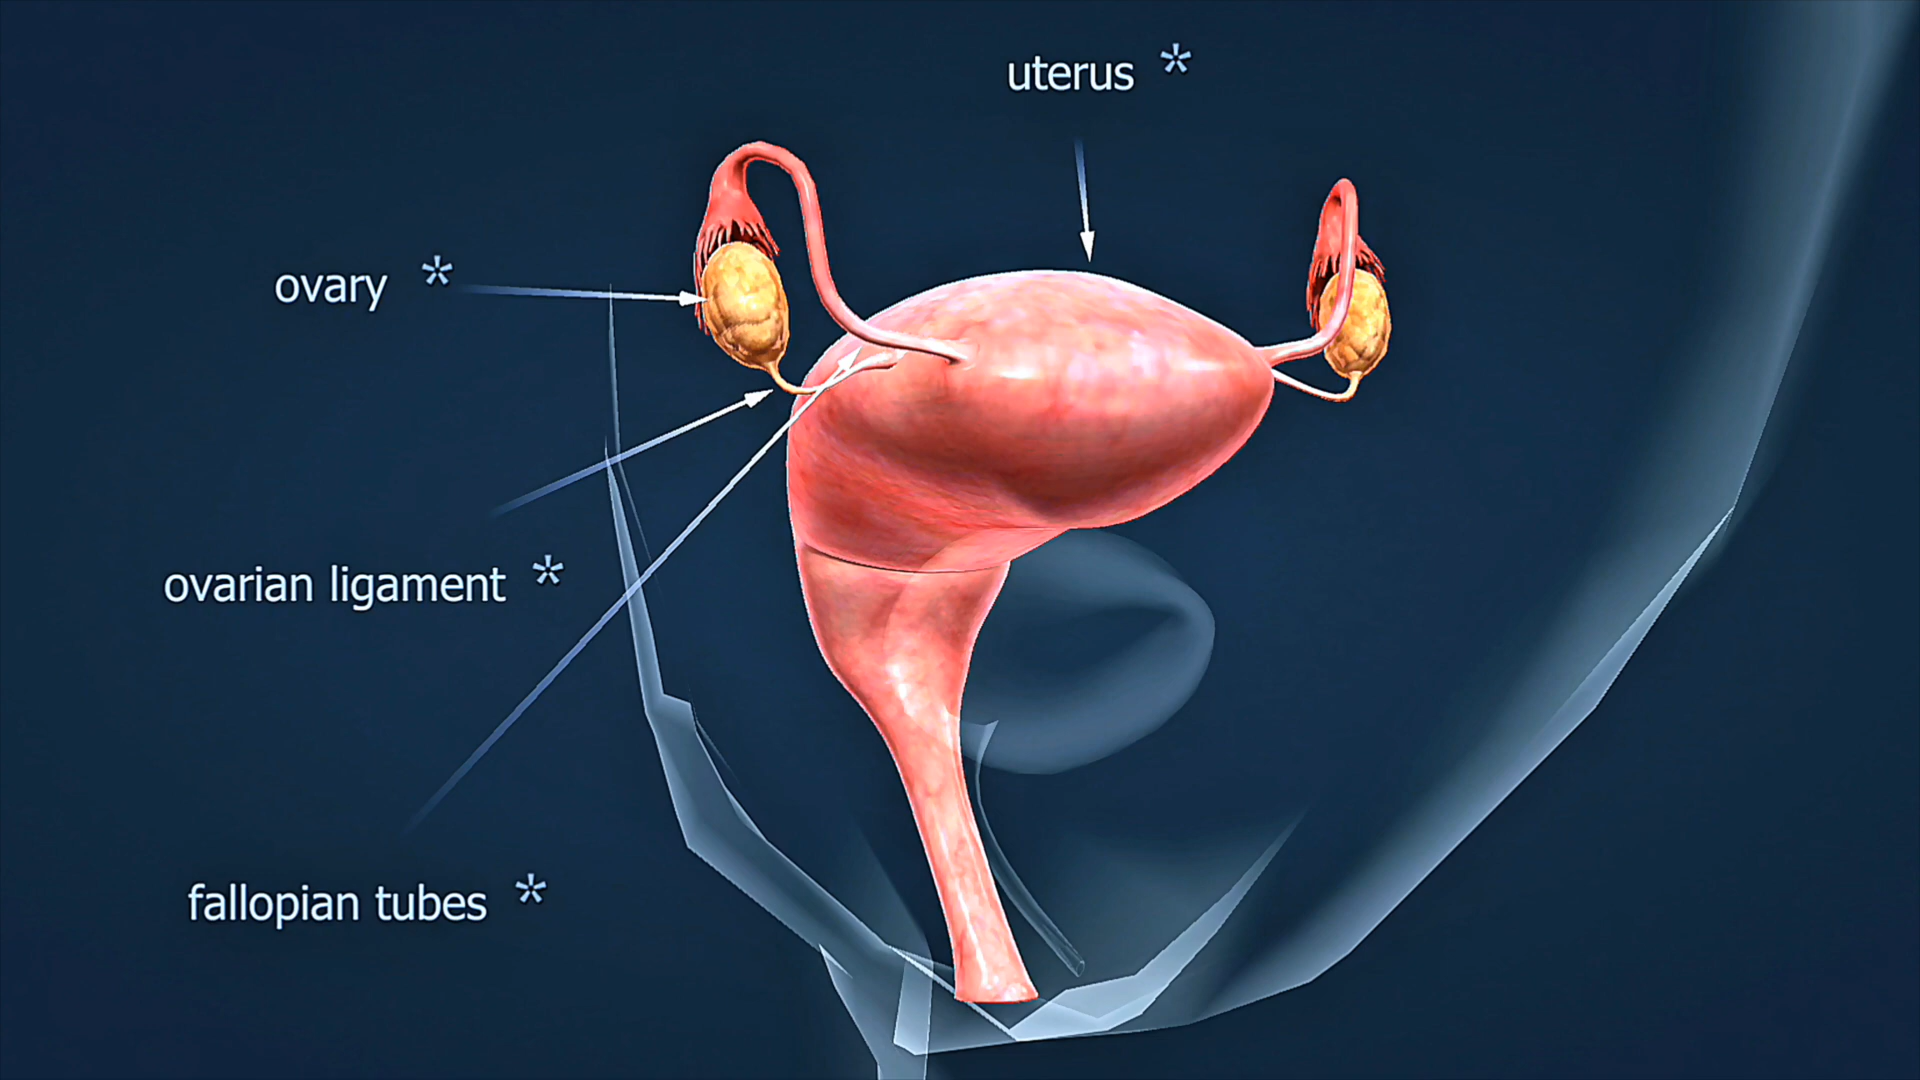 uterus *
ovary *
ovarian ligament *
fallopian tubes *